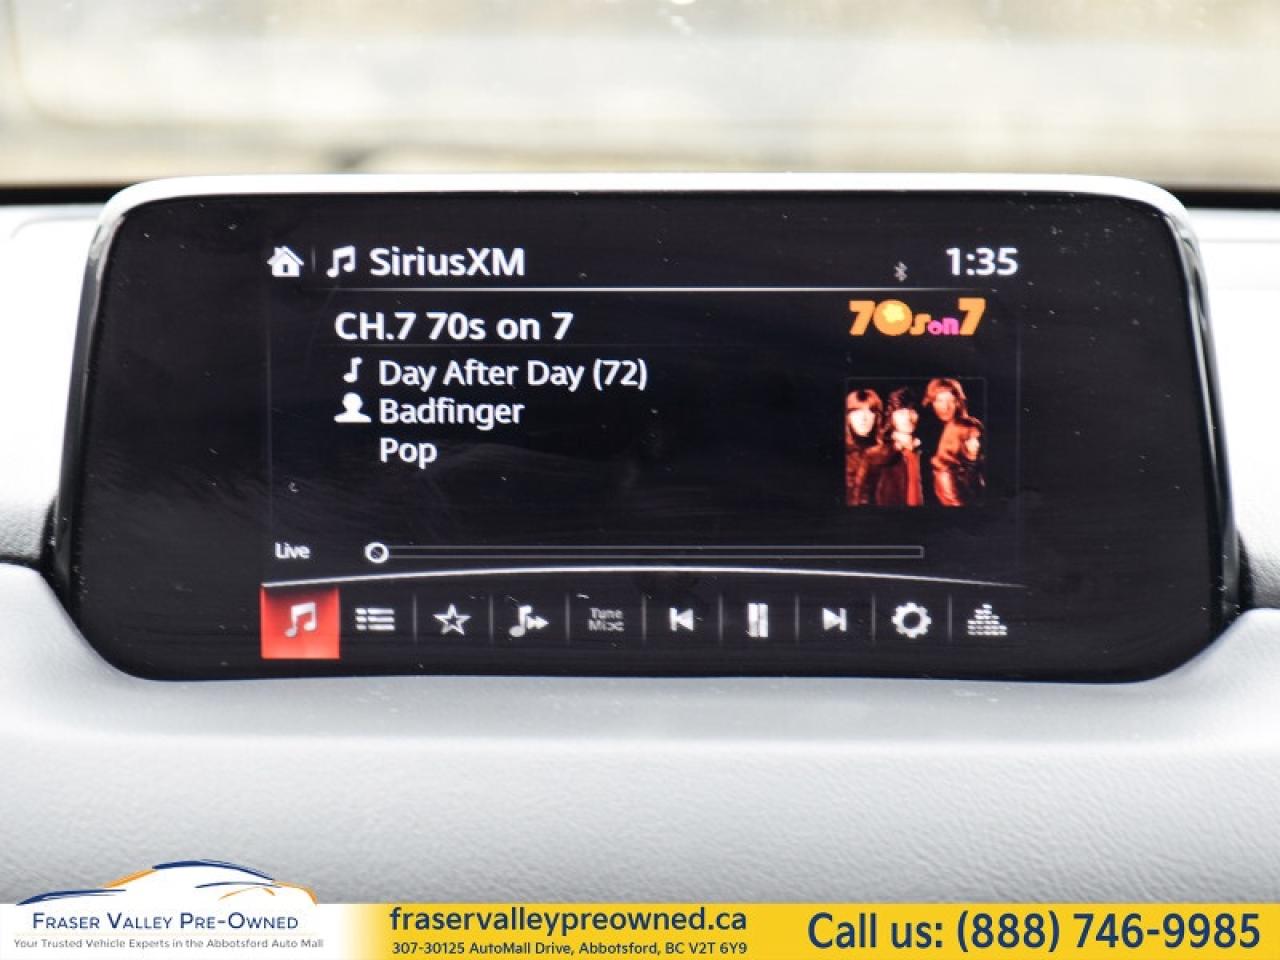 SiriusXM
1:35
CH.7 70s on 7
70s on 7
Day After Day (72)
Badfinger
Pop
Live
Tune
Misc
FRASER VALLEY PRE-OWNED
Your Trusted Vehicle Experts in the Abbotsford Auto Mall
fraservalleypreowned.ca
307-30125 AutoMall Drive, Abbotsford, BC V2T 6Y9
Call us: (888) 746-9985